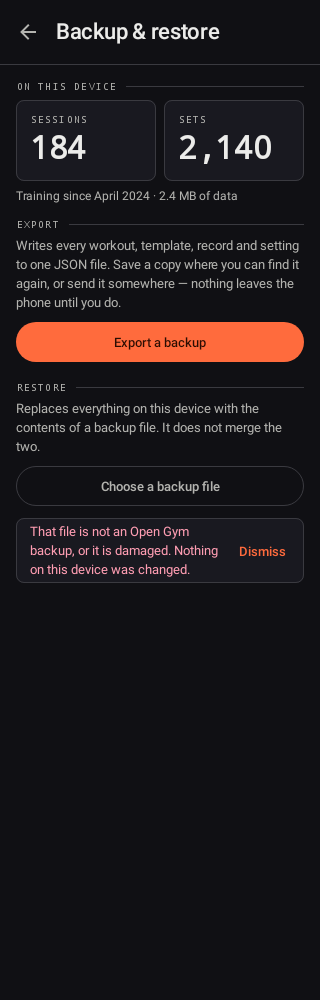 Backup & restore
ON THIS DEVICE
SESSIONS
184
SETS
2,140
Training since April 2024 · 2.4 MB of data
EXPORT
Writes every workout, template, record and setting
to one JSON file. Save a copy where you can find it
again, or send it somewhere — nothing leaves the
phone until you do.
Export a backup
RESTORE
Replaces everything on this device with the
contents of a backup file. It does not merge the
two.
Choose a backup file
That file is not an Open Gym
backup, or it is damaged. Nothing
on this device was changed.
Dismiss